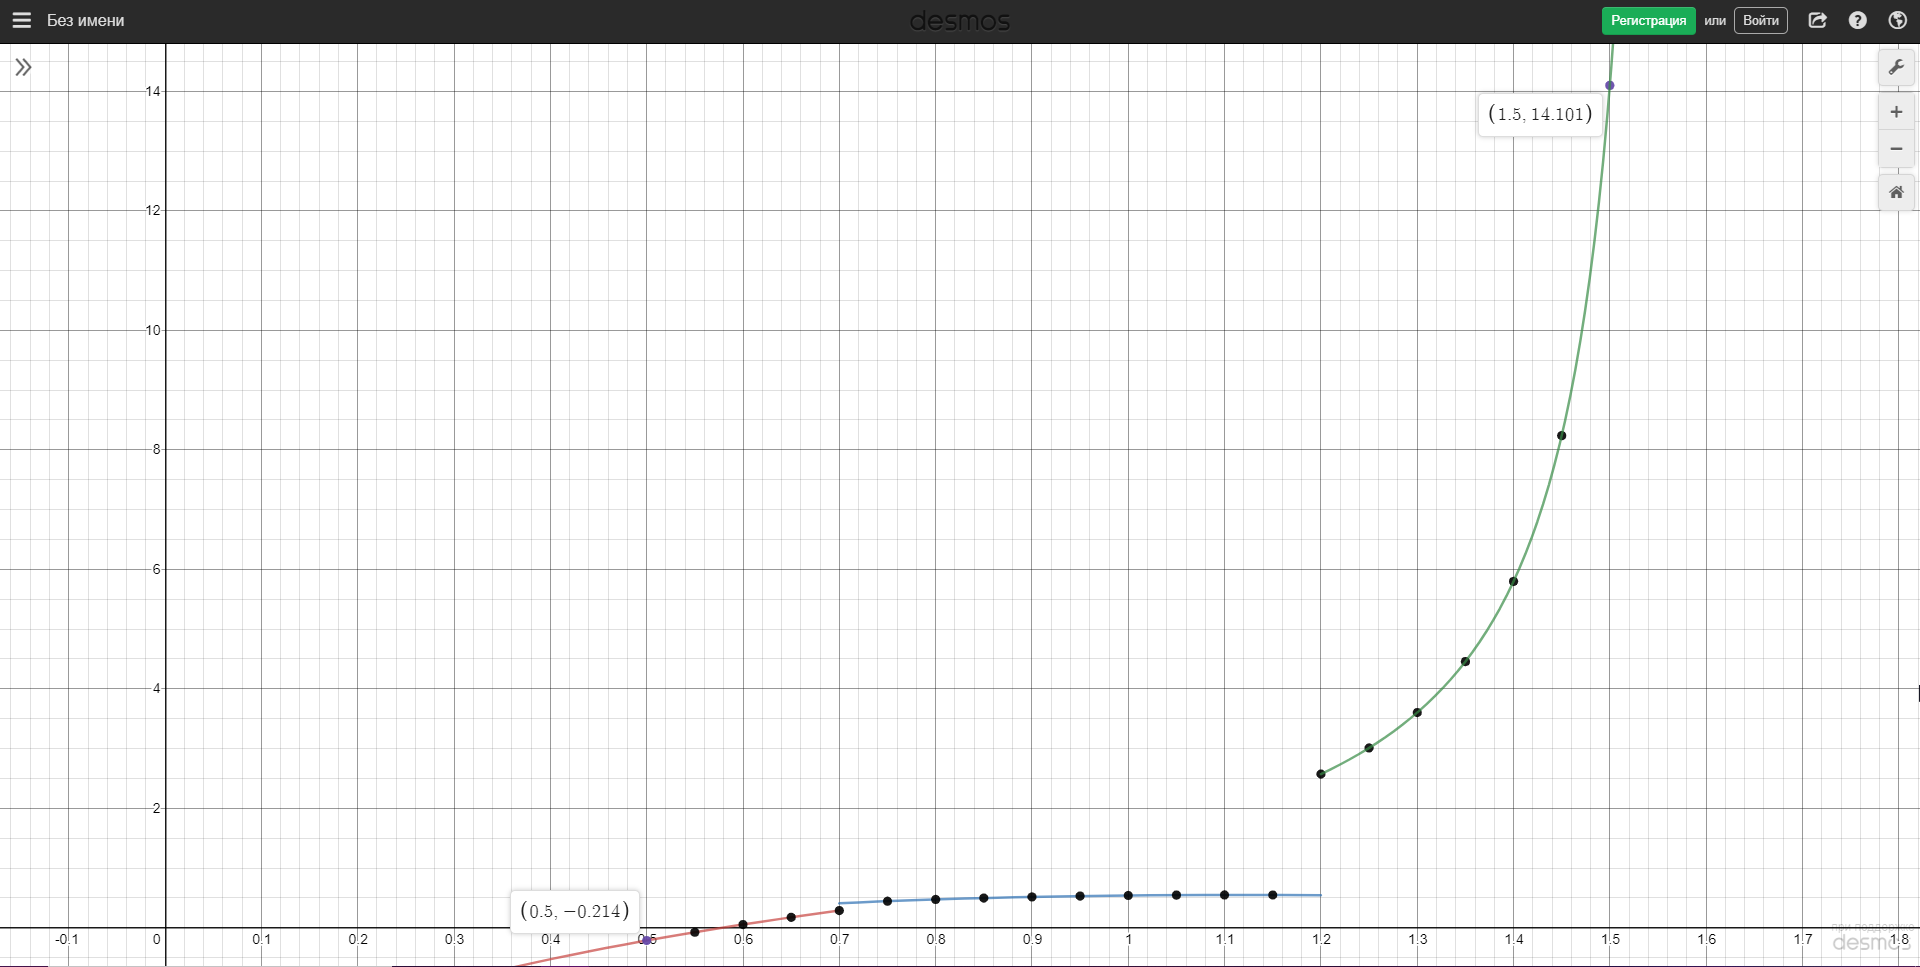 Без имени
desmos
Регистрация или Войти
14
(1.5, 14.101)
12
10
8
6
4
2
(0.5, −0.214)
-0.1 0 0.1 0.2 0.3 0.4 0.5 0.6 0.7 0.8 0.9 1 1.1 1.2 1.3 1.4 1.5 1.6 1.7 1.8
при поддержке
desmos